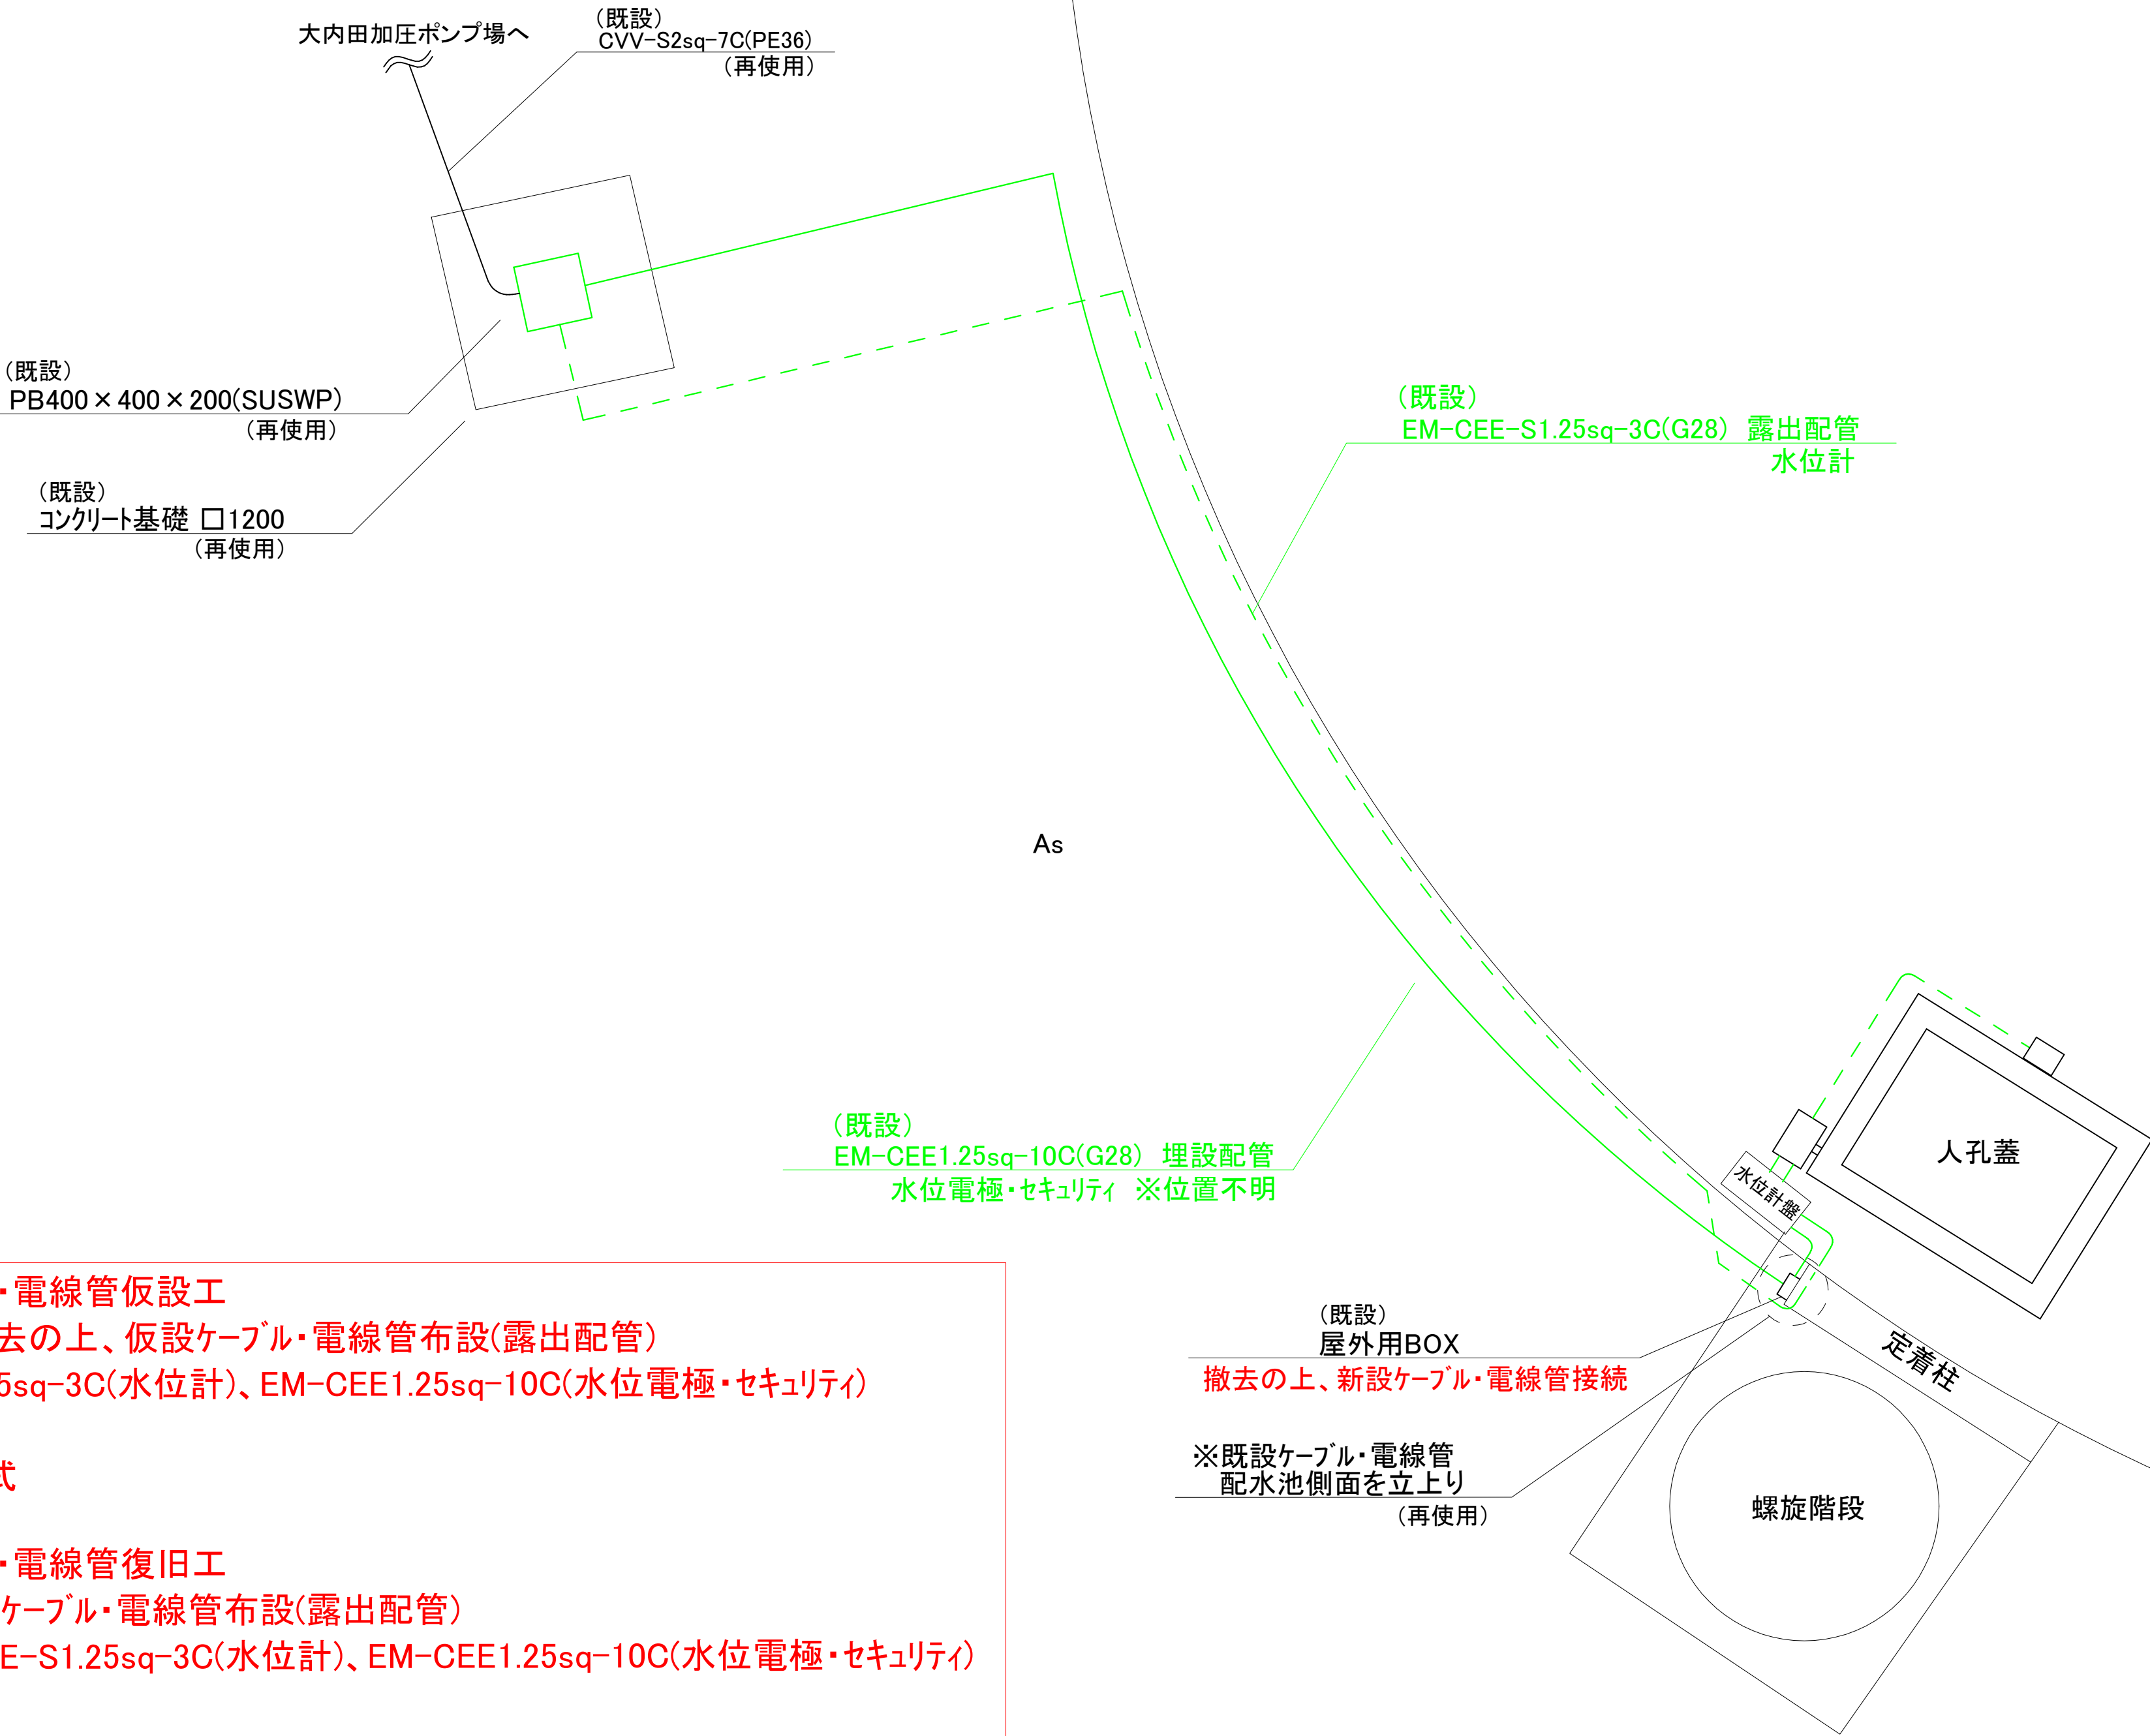 大内田加圧ポンプ場へ
(既設)
CVV-S2sq-7C(PE36)
(再使用)
(既設)
PB400×400×200(SUSWP)
(再使用)
(既設)
コンクリート基礎 □1200
(再使用)
(既設)
EM-CEE-S1.25sq-3C(G28) 露出配管
水位計
As
(既設)
EM-CEE1.25sq-10C(G28) 埋設配管
水位電極・セキュリティ ※位置不明
人孔蓋
水位計盤
定着柱
螺旋階段
(既設)
屋外用BOX
撤去の上、新設ケーブル・電線管接続
※既設ケーブル・電線管
配水池側面を立上り
(再使用)
・電線管仮設工
去の上、仮設ケーブル・電線管布設(露出配管)
5sq-3C(水位計)、EM-CEE1.25sq-10C(水位電極・セキュリティ)
式
・電線管復旧工
ケーブル・電線管布設(露出配管)
E-S1.25sq-3C(水位計)、EM-CEE1.25sq-10C(水位電極・セキュリティ)